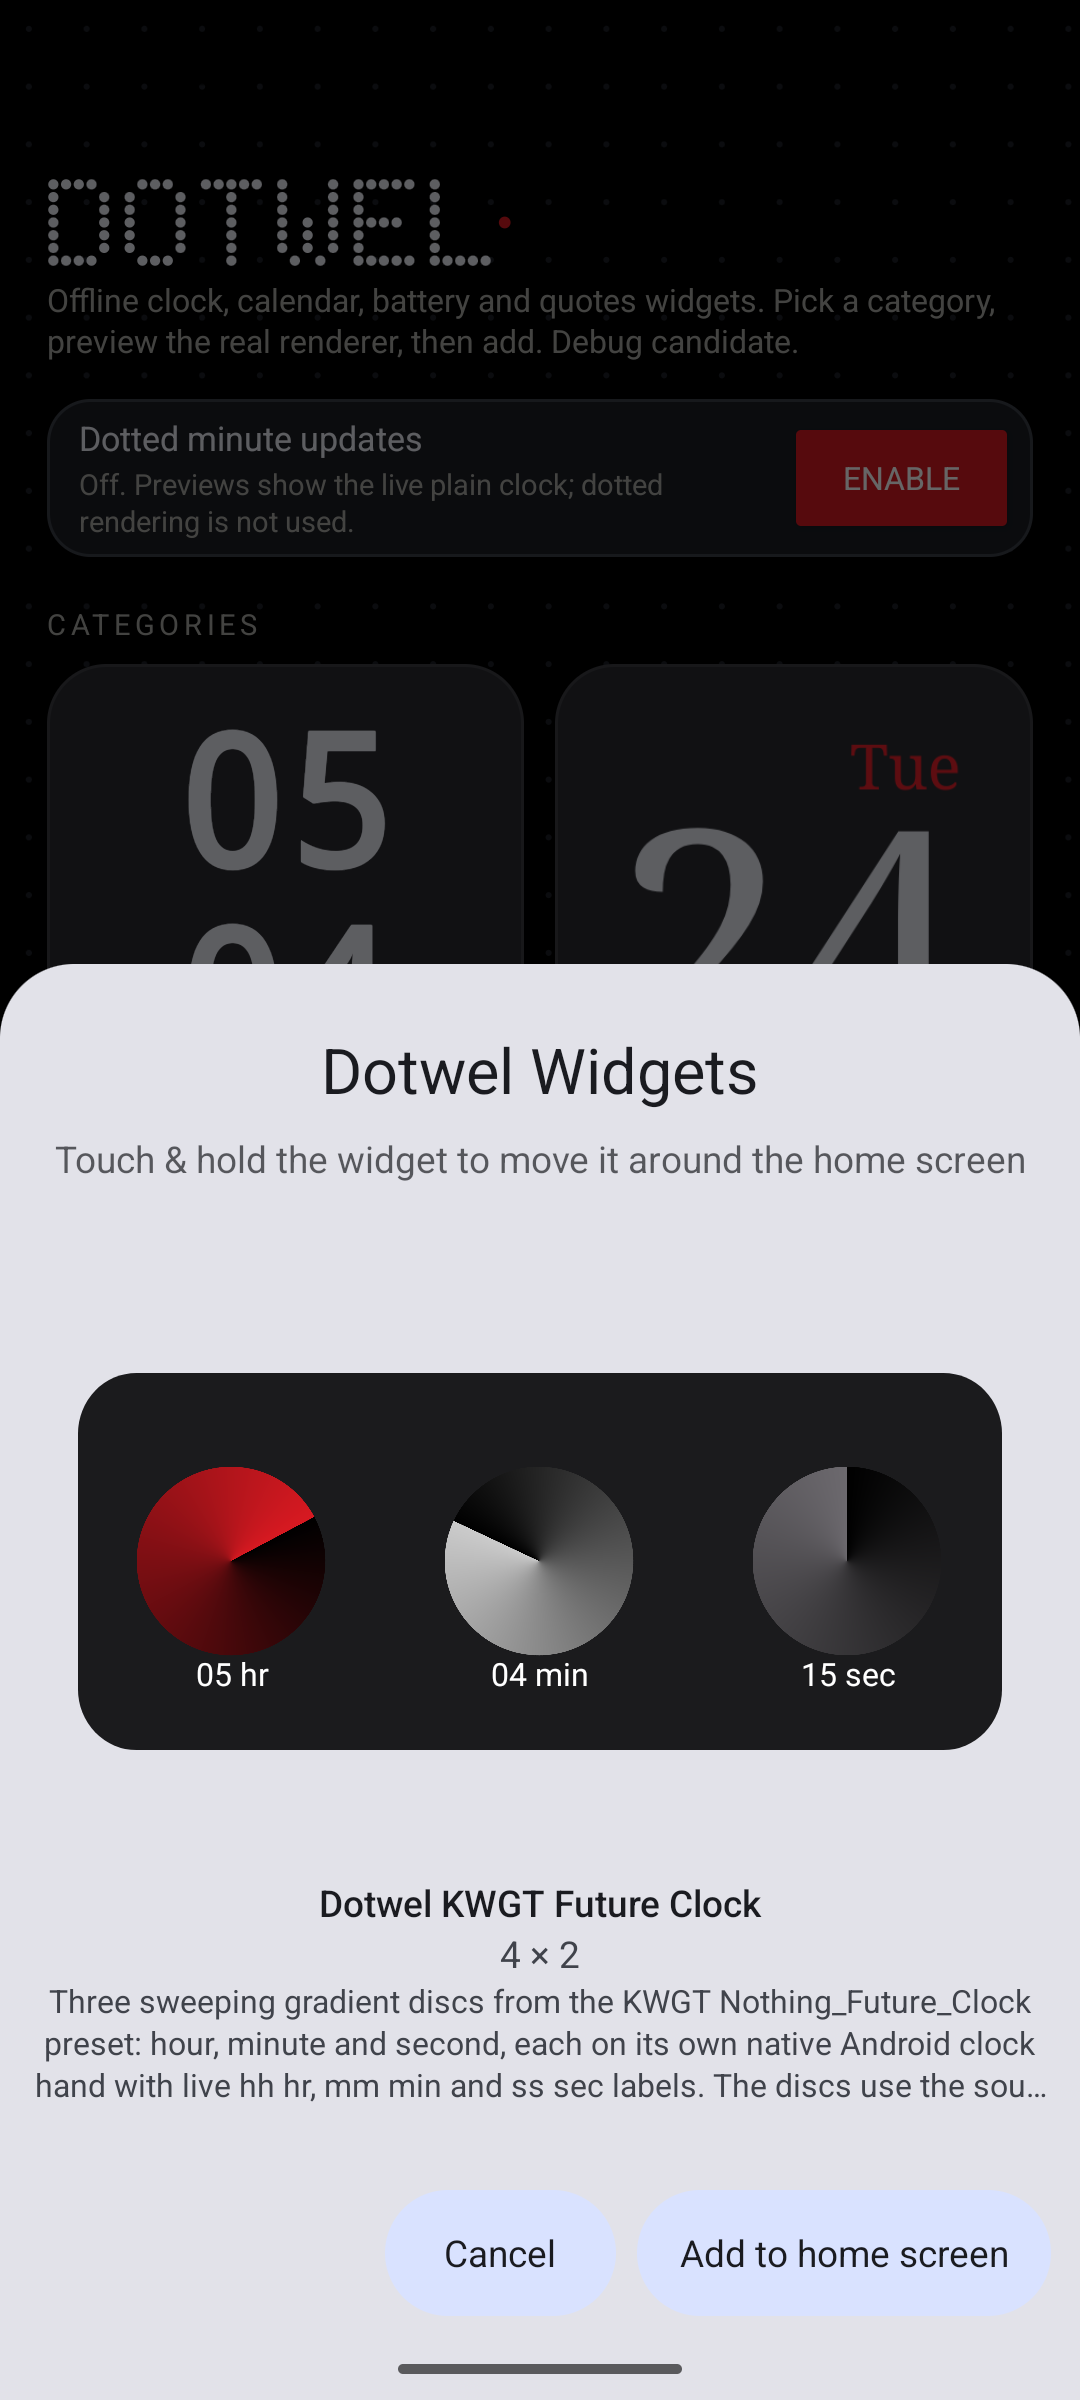 DOTWEL
Offline clock, calendar, battery and quotes widgets. Pick a category,
preview the real renderer, then add. Debug candidate.
Dotted minute updates
Off. Previews show the live plain clock; dotted
rendering is not used.
ENABLE
CATEGORIES
05
04
Tue
24
Dotwel Widgets
Touch & hold the widget to move it around the home screen
05 hr
04 min
15 sec
Dotwel KWGT Future Clock
4 × 2
Three sweeping gradient discs from the KWGT Nothing_Future_Clock
preset: hour, minute and second, each on its own native Android clock
hand with live hh hr, mm min and ss sec labels. The discs use the sou…
Cancel
Add to home screen